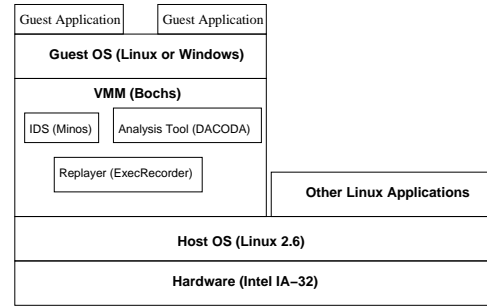 Guest Application
Guest Application
Guest OS (Linux or Windows)
VMM (Bochs)
IDS (Minos)
Analysis Tool (DACODA)
Replayer (ExecRecorder)
Other Linux Applications
Host OS (Linux 2.6)
Hardware (Intel IA−32)